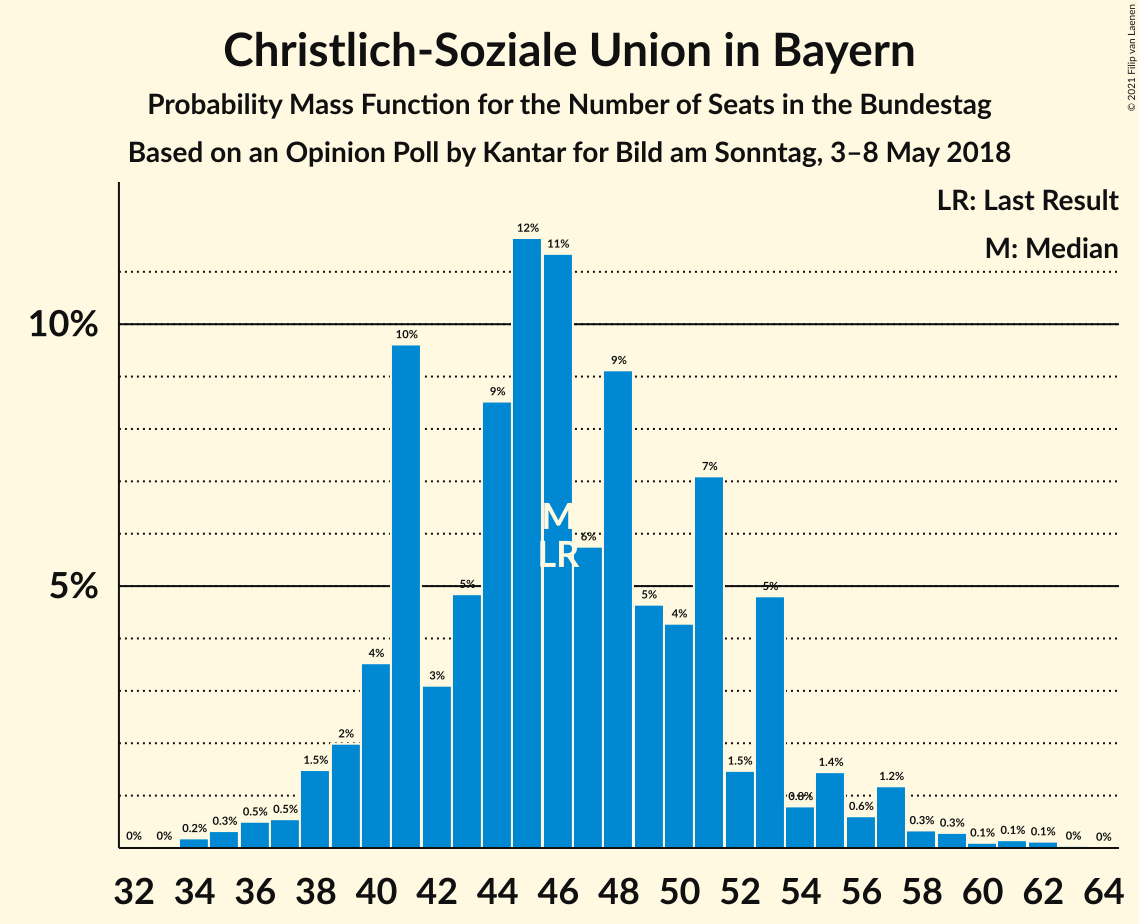 Christlich-Soziale Union in Bayern
Probability Mass Function for the Number of Seats in the Bundestag
Based on an Opinion Poll by Kantar for Bild am Sonntag, 3–8 May 2018
© 2021 Filip van Laenen
LR: Last Result
M: Median
10%
5%
0% 0% 0.2% 0.3% 0.5% 0.5% 1.5% 2% 4% 10% 3% 5% 9% 12% 11% 6% 9% 5% 4% 7% 1.5% 5% 0.8% 1.4% 0.6% 1.2% 0.3% 0.3% 0.1% 0.1% 0.1% 0% 0%
M
LR
32 34 36 38 40 42 44 46 48 50 52 54 56 58 60 62 64